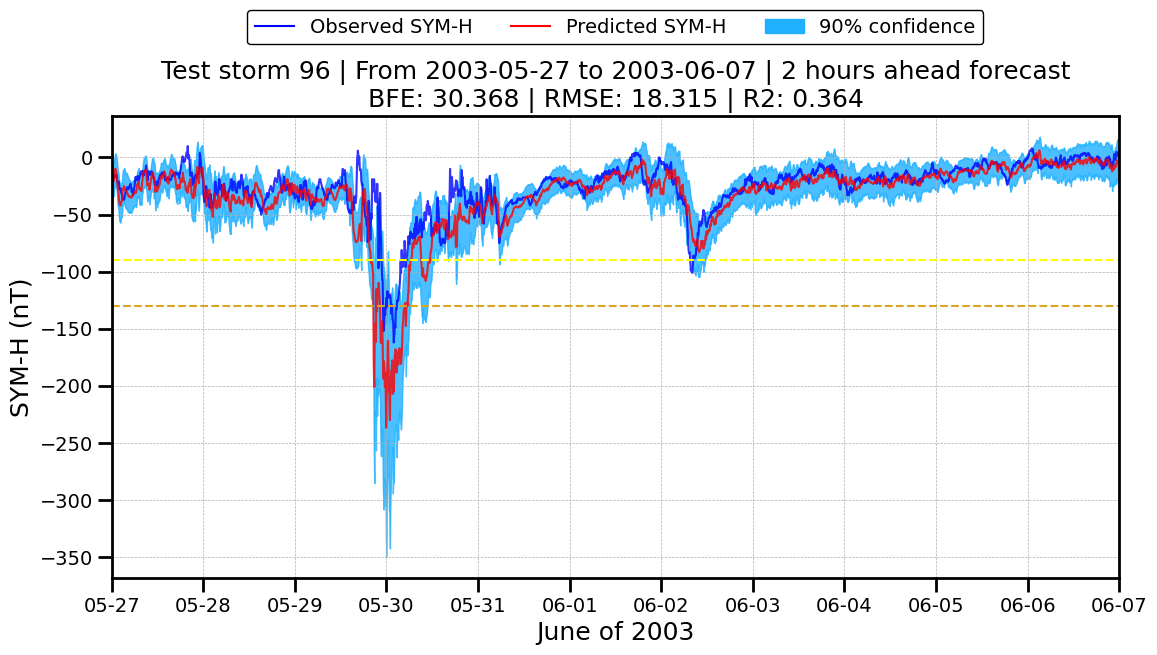 Observed SYM-H Predicted SYM-H 90% confidence
Test storm 96 | From 2003-05-27 to 2003-06-07 | 2 hours ahead forecast
BFE: 30.368 | RMSE: 18.315 | R2: 0.364
SYM-H (nT)
0
−50
−100
−150
−200
−250
−300
−350
05-27 05-28 05-29 05-30 05-31 06-01 06-02 06-03 06-04 06-05 06-06 06-07
June of 2003